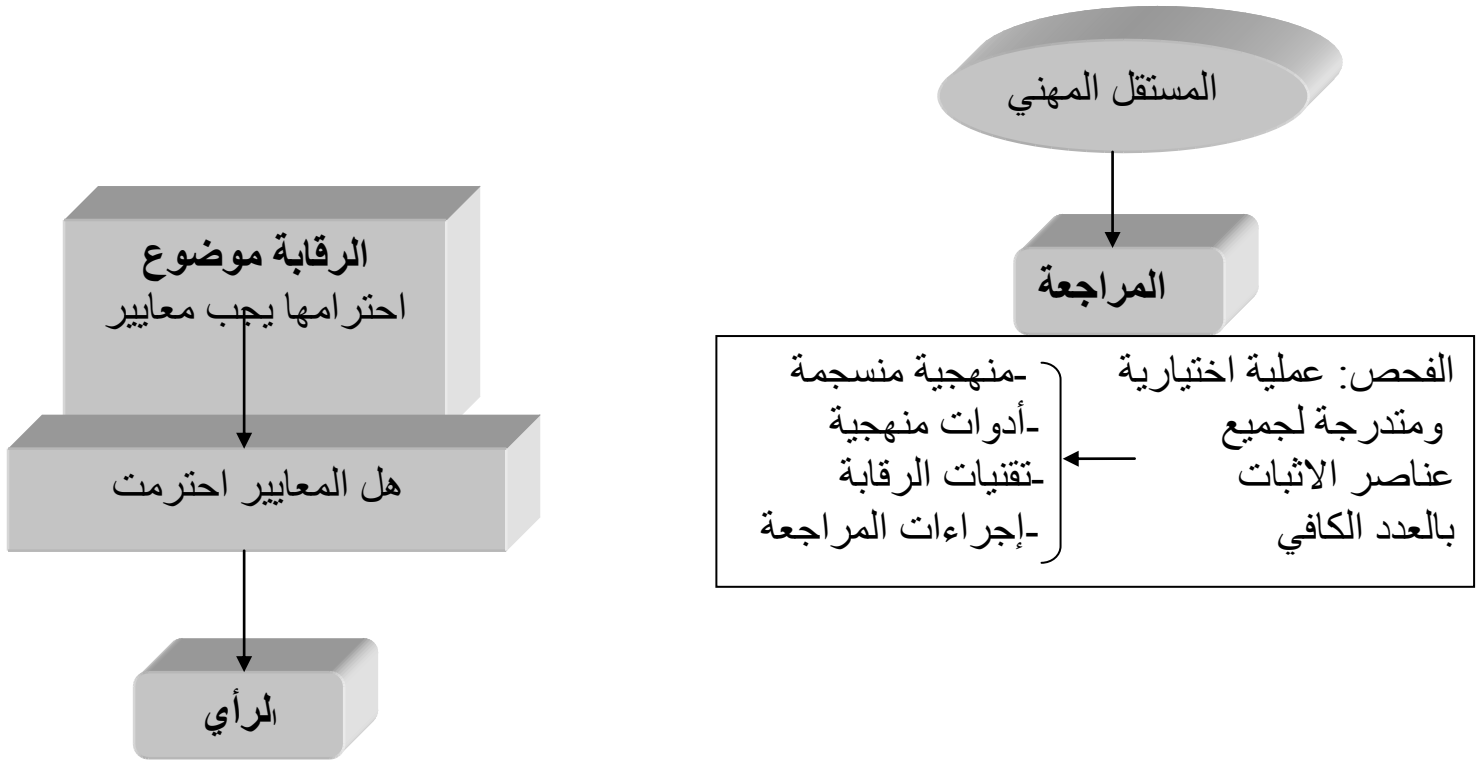 المستقل المهني
المراجعة
الفحص: عملية اختيارية
ومتدرجة لجميع
عناصر الاثبات
بالعدد الكافي
-منهجية منسجمة
-أدوات منهجية
-تقنيات الرقابة
-إجراءات المراجعة
الرقابة موضوع
احترامها يجب معايير
هل المعايير احترمت
الرأي